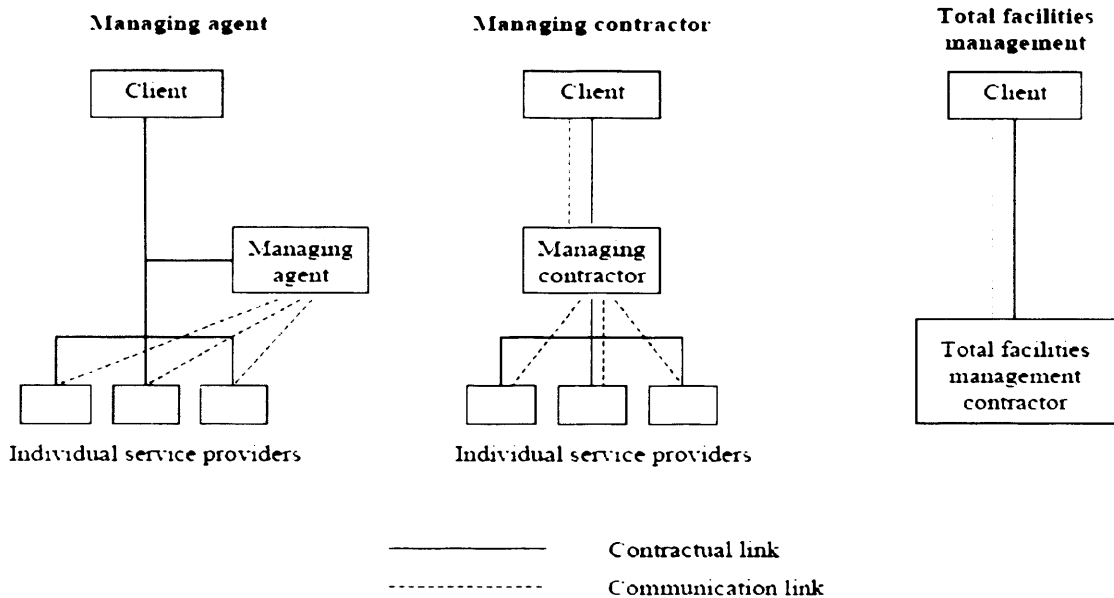 Managing agent
Client
Managing
agent
Individual service providers
Managing contractor
Client
Managing
contractor
Individual service providers
Total facilities
management
Client
Total facilities
management
contractor
Contractual link
Communication link